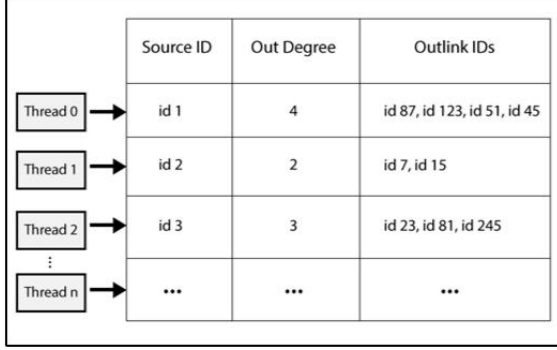 Source ID Out Degree Outlink IDs
Thread 0 id 1 4 id 87, id 123, id 51, id 45
Thread 1 id 2 2 id 7, id 15
Thread 2 id 3 3 id 23, id 81, id 245
⋮
Thread n ... ... ...